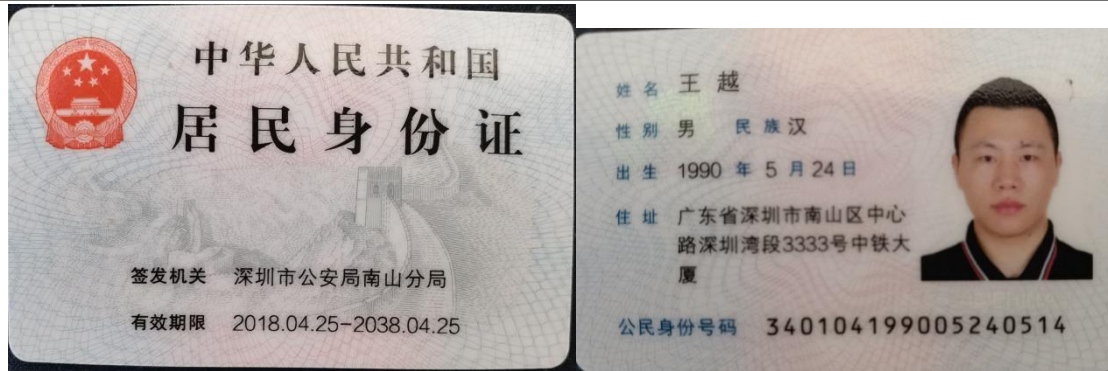 中华人民共和国
居民身份证
签发机关 深圳市公安局南山分局
有效期限 2018.04.25-2038.04.25
姓名 王越
性别 男 民族 汉
出生 1990 年 5 月 24 日
住址 广东省深圳市南山区中心
路深圳湾段3333号中铁大
厦
公民身份号码 340104199005240514